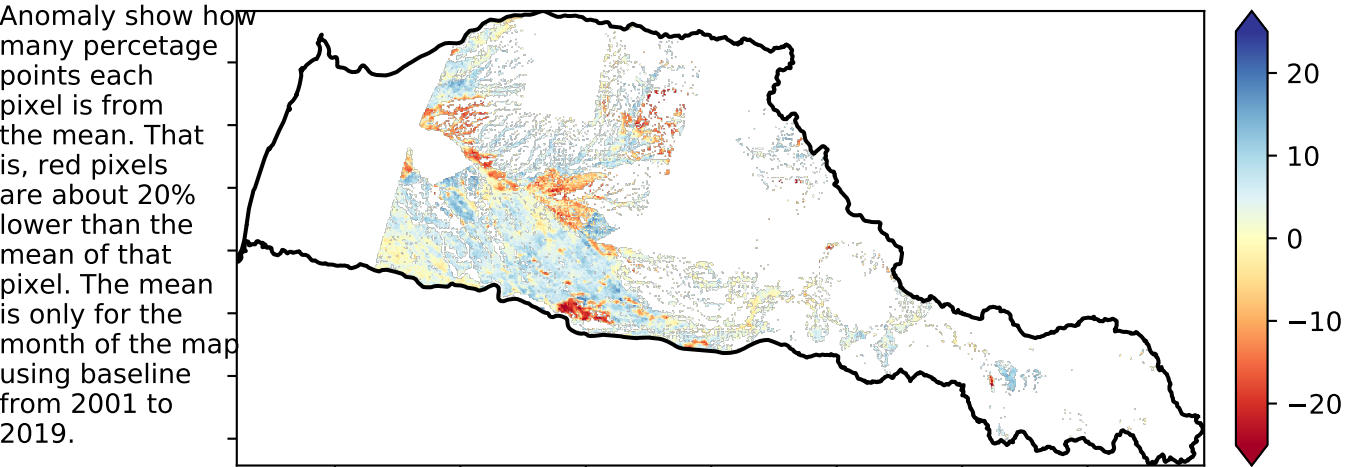 Anomaly show how
many percetage
points each
pixel is from
the mean. That
is, red pixels
are about 20%
lower than the
mean of that
pixel. The mean
is only for the
month of the map
using baseline
from 2001 to
2019.
20
10
0
−10
−20